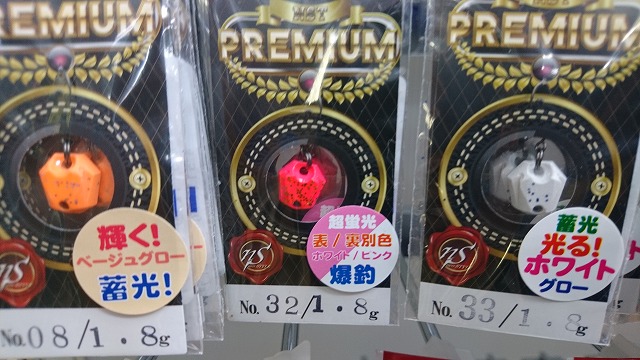 PREMIUM
輝く!
ベージュグロー
蓄光!
No. 08/1.8g
PREMIUM
超蛍光
表/裏別色
ホワイト/ピンク
爆釣
No. 32/1.8g
PREMIUM
蓄光
光る!
ホワイト
グロー
No. 33/1.8g